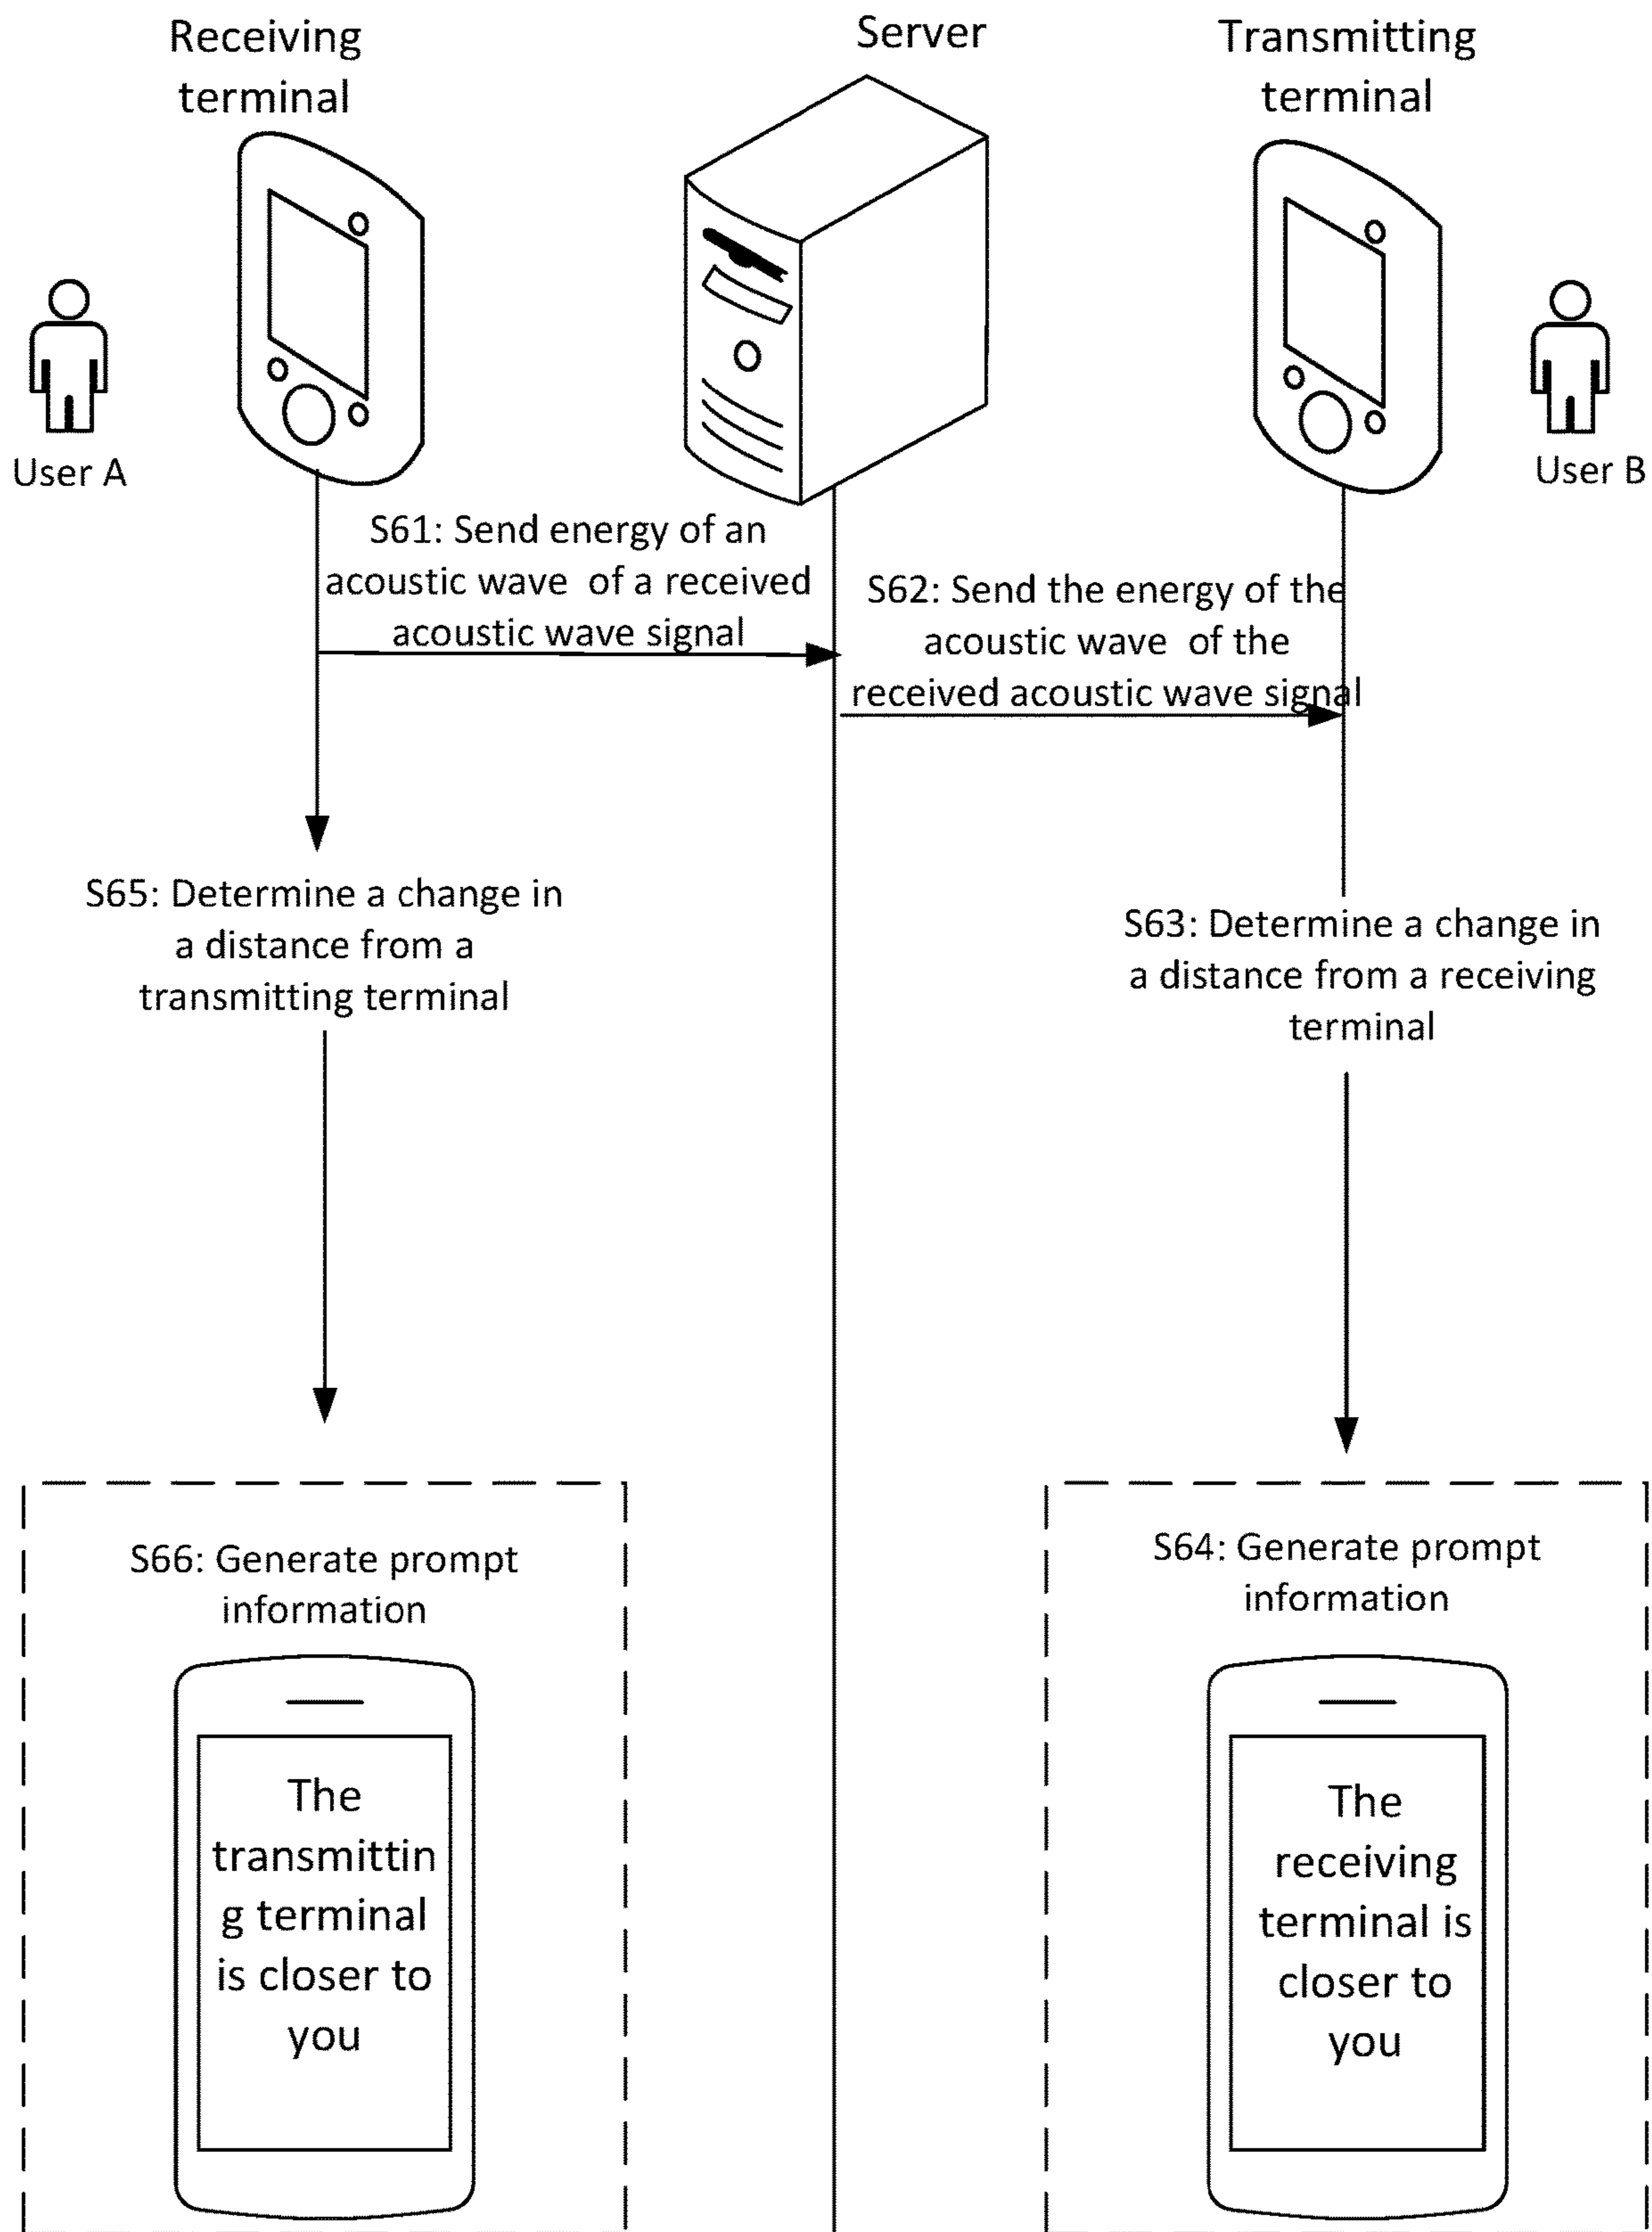 Receiving
terminal
Server
Transmitting
terminal
User A
User B
S61: Send energy of an
acoustic wave of a received
acoustic wave signal
S62: Send the energy of the
acoustic wave of the
received acoustic wave signal
S65: Determine a change in
a distance from a
transmitting terminal
S63: Determine a change in
a distance from a receiving
terminal
S66: Generate prompt
information
The
transmittin
g terminal
is closer to
you
S64: Generate prompt
information
The
receiving
terminal is
closer to
you